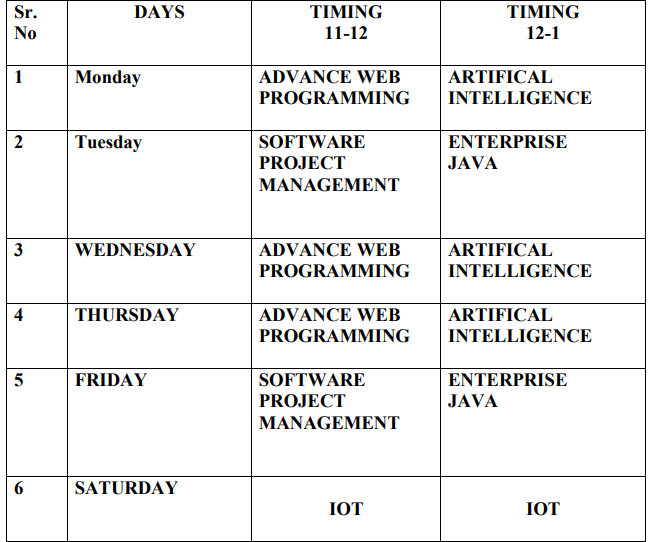 Sr. No DAYS TIMING 11-12 TIMING 12-1
1 Monday ADVANCE WEB PROGRAMMING ARTIFICAL INTELLIGENCE
2 Tuesday SOFTWARE PROJECT MANAGEMENT ENTERPRISE JAVA
3 WEDNESDAY ADVANCE WEB PROGRAMMING ARTIFICAL INTELLIGENCE
4 THURSDAY ADVANCE WEB PROGRAMMING ARTIFICAL INTELLIGENCE
5 FRIDAY SOFTWARE PROJECT MANAGEMENT ENTERPRISE JAVA
6 SATURDAY IOT IOT